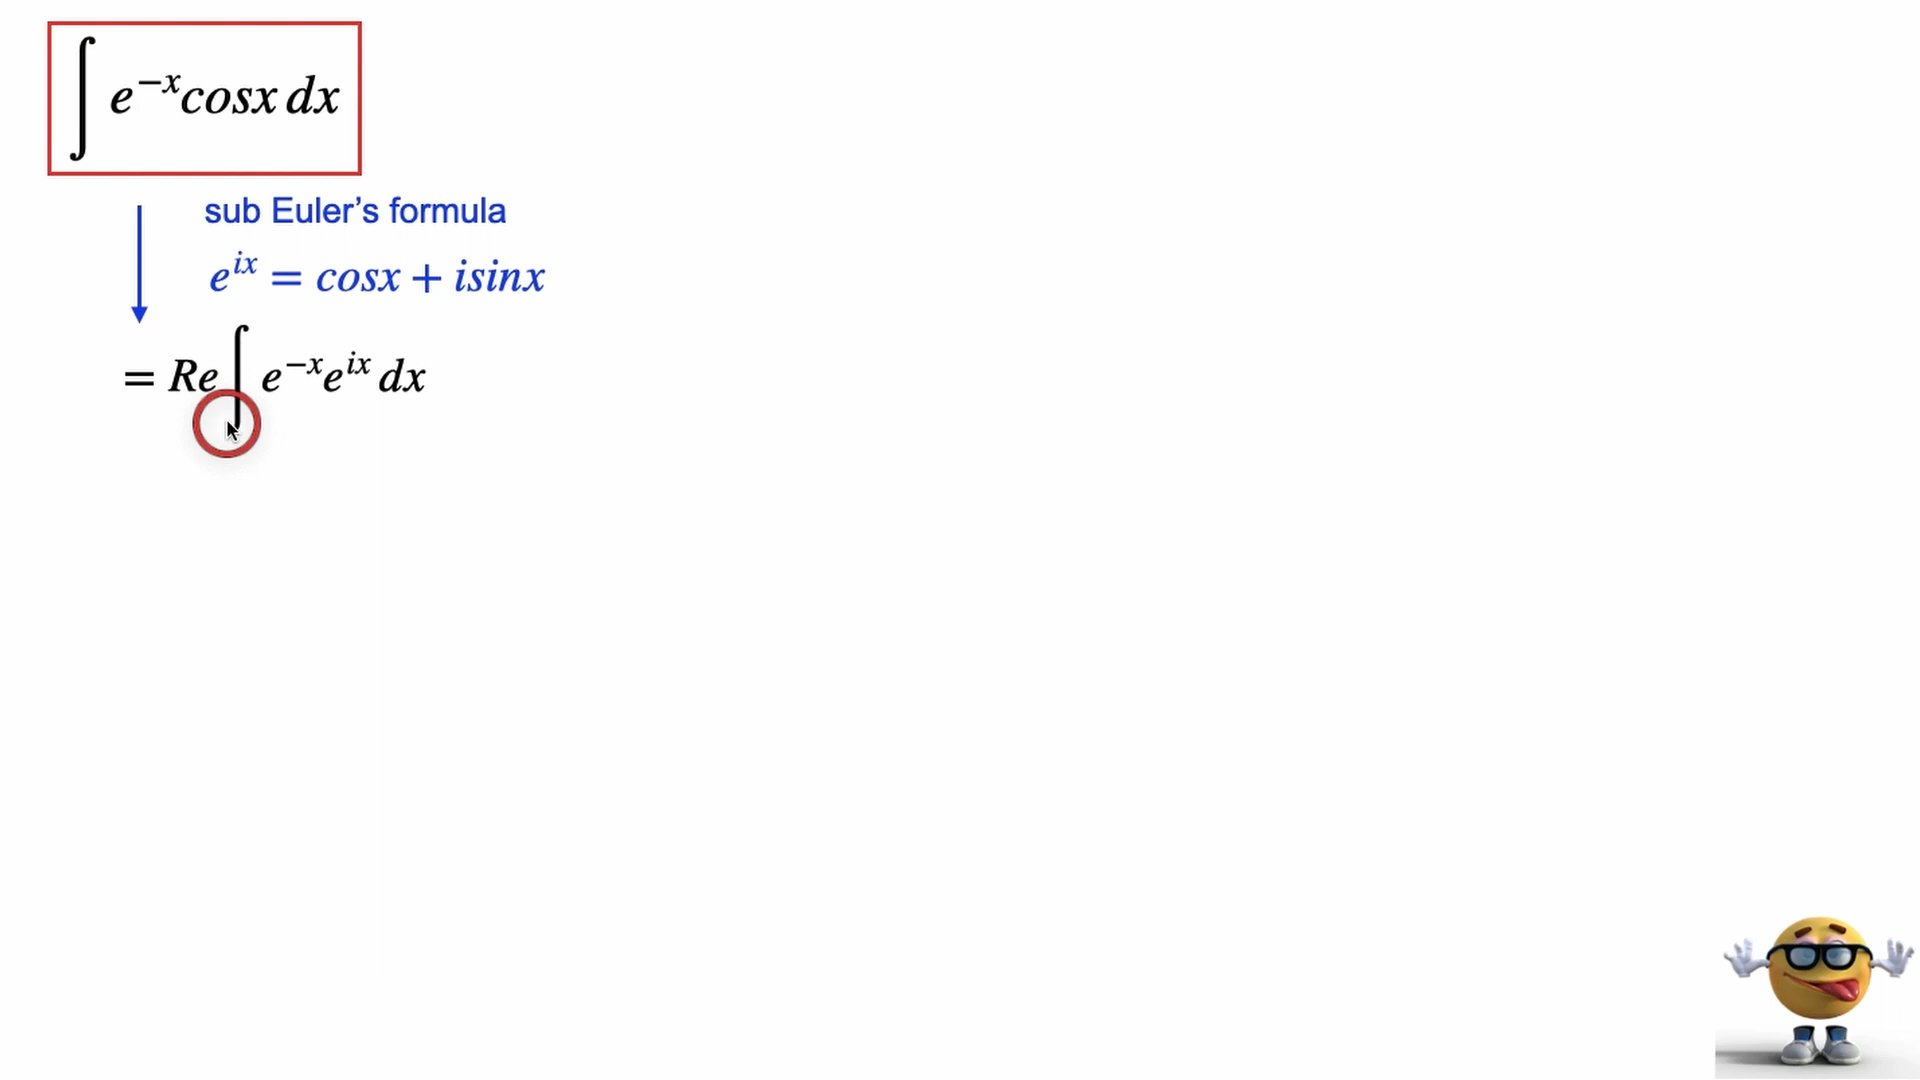 ∫ e^{-x}cosx dx
sub Euler’s formula
e^{ix} = cosx + isinx
= Re ∫ e^{-x}e^{ix} dx